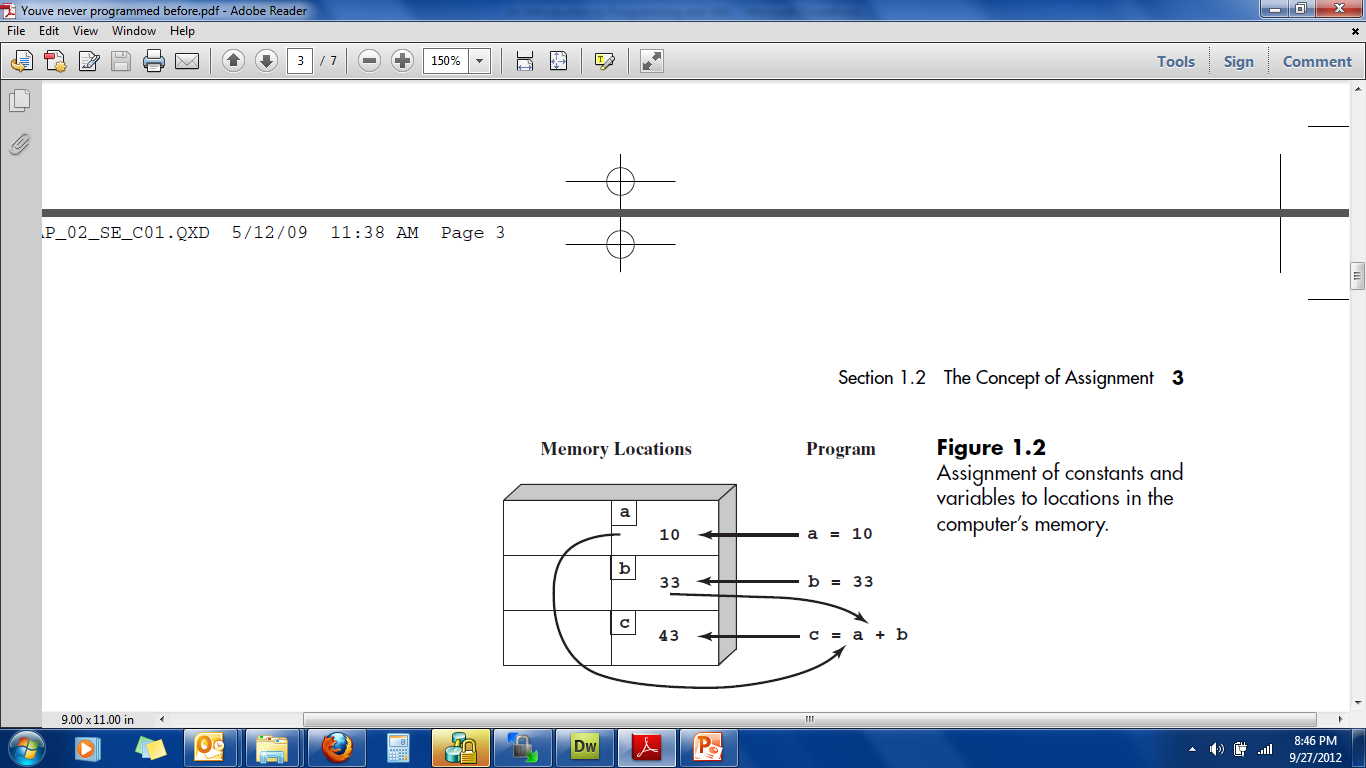 Youve never programmed before.pdf - Adobe Reader
File Edit View Window Help
3 / 7 150% Tools Sign Comment
AP_02_SE_C01.QXD 5/12/09 11:38 AM Page 3
Section 1.2 The Concept of Assignment 3
Memory Locations Program
Figure 1.2
Assignment of constants and
variables to locations in the
computer's memory.
a
10 a = 10
b
33 b = 33
c
43 c = a + b
9.00 x 11.00 in
Dw
8:46 PM
9/27/2012